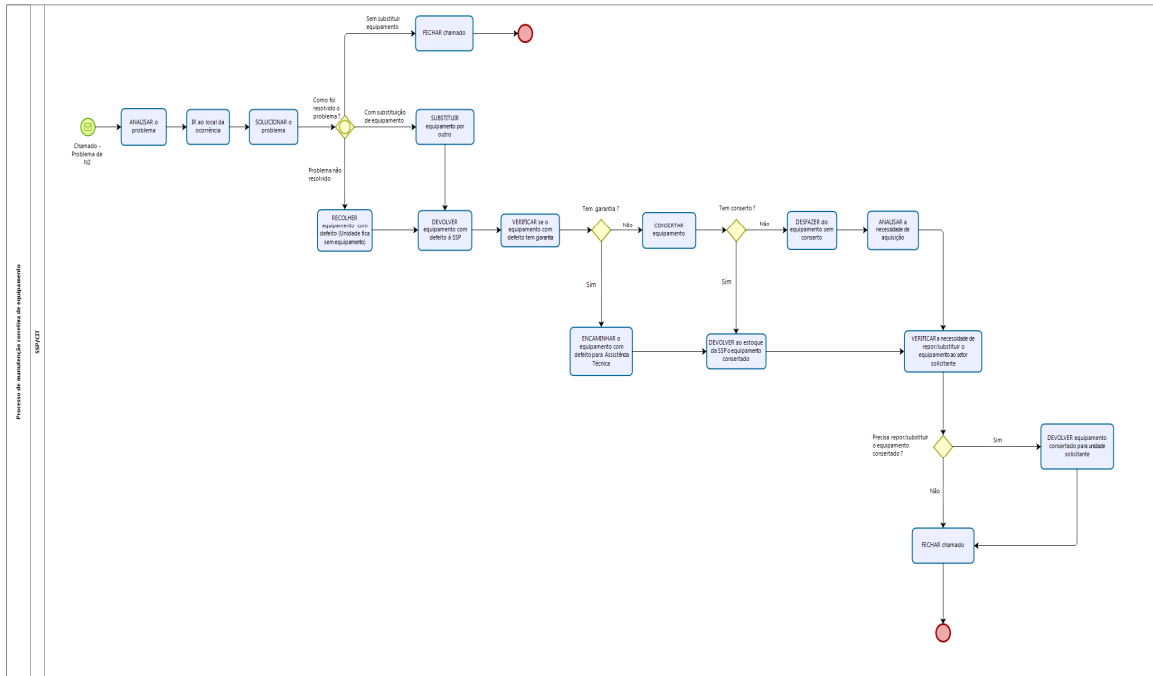 Processo de manutenção corretiva de equipamento
SSP/CIT
Chamado -
Problema de
N2
ANALISAR o
problema
IR ao local da
ocorrência
SOLUCIONAR o
problema
Como foi
resolvido o
problema ?
Sem substituir
equipamento
FECHAR chamado
Com substituição
de equipamento
SUBSTITUIR
equipamento por
outro
Problema não
resolvido
RECOLHER
equipamento com
defeito (Unidade fica
sem equipamento)
DEVOLVER
equipamento com
defeito à SSP
VERIFICAR se o
equipamento com
defeito tem garantia
Tem garantia ?
Não
CONSERTAR
equipamento
Tem conserto ?
Não
DESFAZER do
equipamento sem
conserto
ANALISAR a
necessidade de
aquisição
Sim
Sim
ENCAMINHAR o
equipamento com
defeito para Assistência
Técnica
DEVOLVER ao estoque
da SSP o equipamento
consertado
VERIFICAR a necessidade de
repor/substituir o
equipamento ao setor
solicitante
Precisa repor/substituir
o equipamento
consertado ?
Sim
DEVOLVER equipamento
consertado para unidade
solicitante
Não
FECHAR chamado